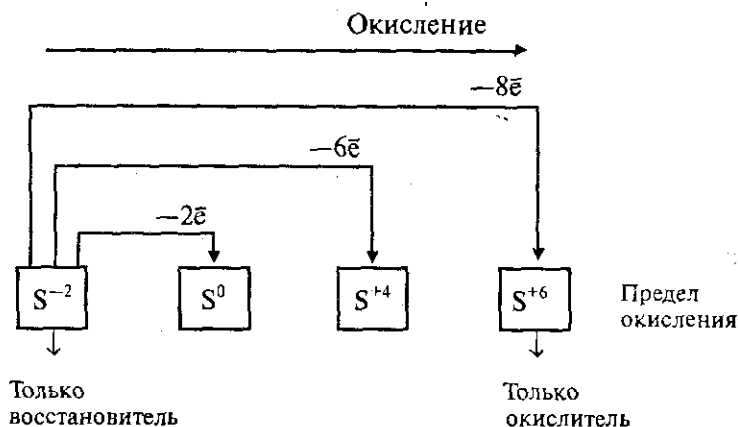 Окисление
—8ē
—6ē
—2ē
S⁻² S⁰ S⁺⁴ S⁺⁶
Предел
окисления
Только
восстановитель
Только
окислитель